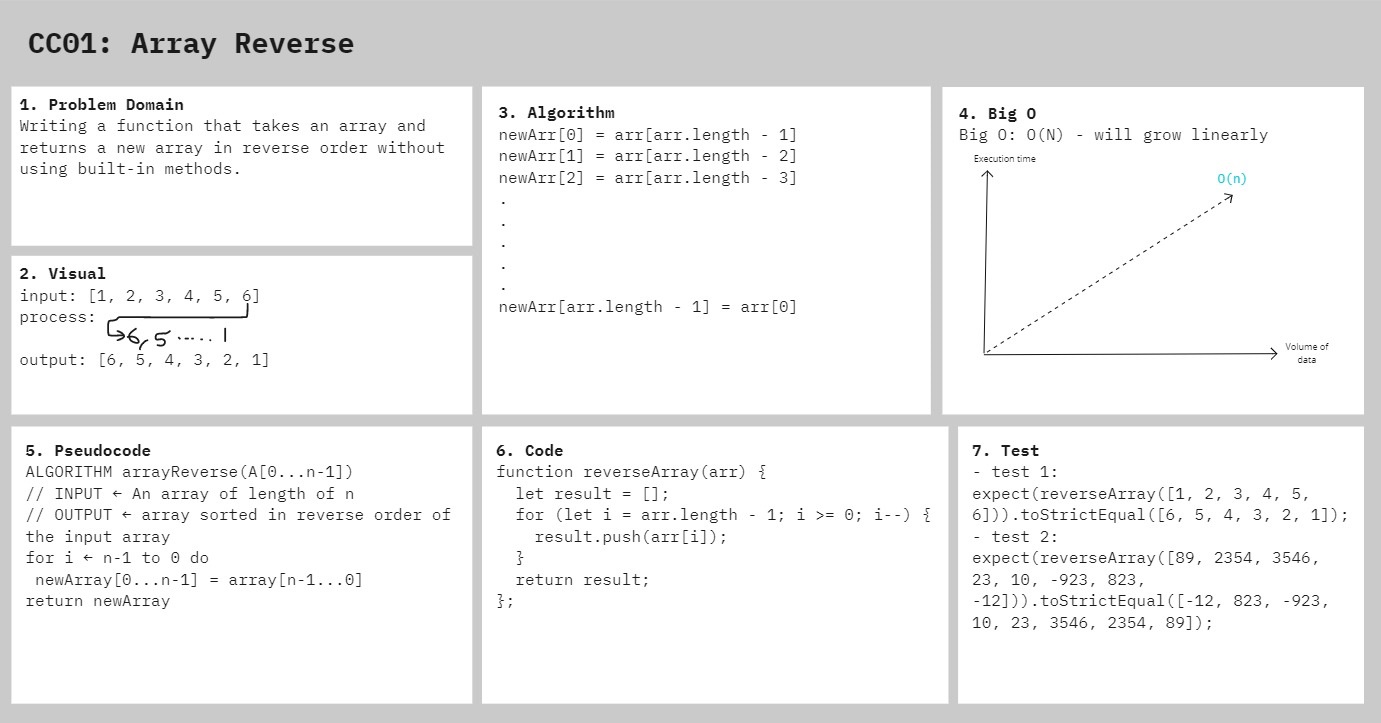 CC01: Array Reverse
1. Problem Domain
Writing a function that takes an array and
returns a new array in reverse order without
using built-in methods.
2. Visual
input: [1, 2, 3, 4, 5, 6]
process:
6, 5 ..... 1
output: [6, 5, 4, 3, 2, 1]
3. Algorithm
newArr[0] = arr[arr.length - 1]
newArr[1] = arr[arr.length - 2]
newArr[2] = arr[arr.length - 3]
.
.
.
.
.
newArr[arr.length - 1] = arr[0]
4. Big O
Big O: O(N) - will grow linearly
Execution time
O(n)
Volume of
data
5. Pseudocode
ALGORITHM arrayReverse(A[0...n-1])
// INPUT ← An array of length of n
// OUTPUT ← array sorted in reverse order of
the input array
for i ← n-1 to 0 do
 newArray[0...n-1] = array[n-1...0]
return newArray
6. Code
function reverseArray(arr) {
  let result = [];
  for (let i = arr.length - 1; i >= 0; i--) {
    result.push(arr[i]);
  }
  return result;
};
7. Test
- test 1:
expect(reverseArray([1, 2, 3, 4, 5,
6])).toStrictEqual([6, 5, 4, 3, 2, 1]);
- test 2:
expect(reverseArray([89, 2354, 3546,
23, 10, -923, 823,
-12])).toStrictEqual([-12, 823, -923,
10, 23, 3546, 2354, 89]);